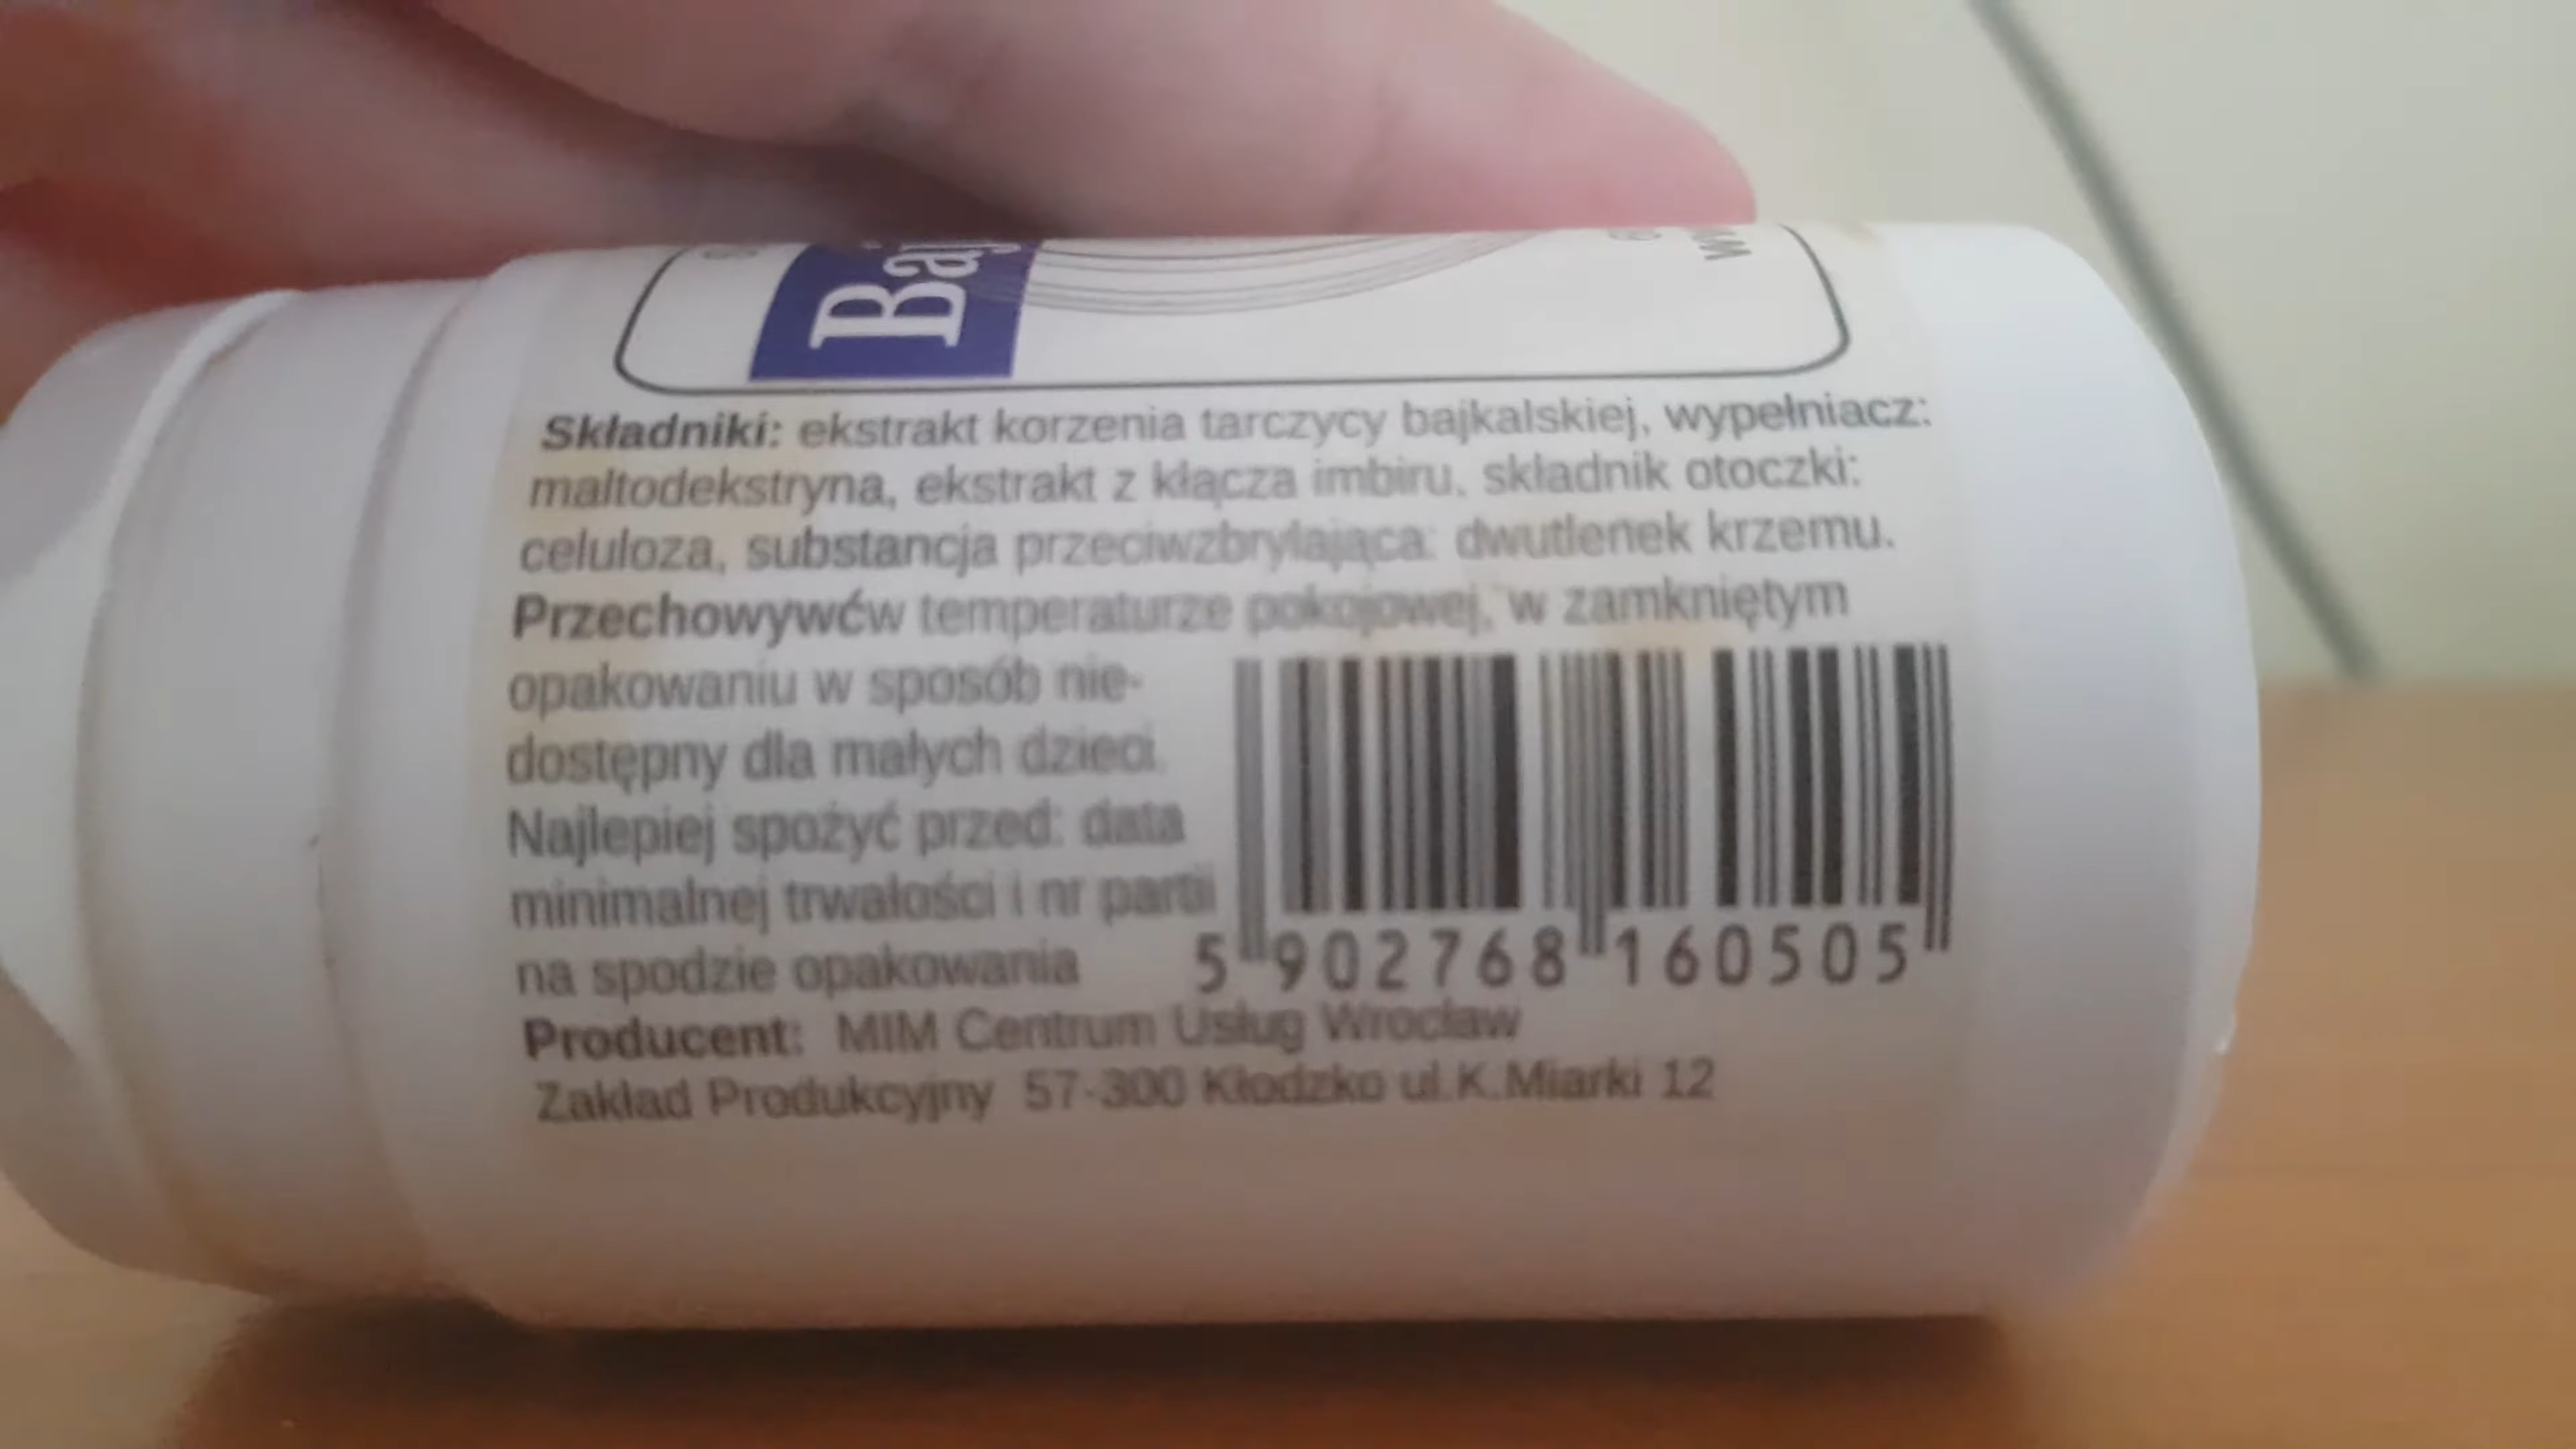 Baj
Składniki: ekstrakt korzenia tarczycy bajkalskiej, wypełniacz:
maltodekstryna, ekstrakt z kłącza imbiru, składnik otoczki:
celuloza, substancja przeciwzbrylająca: dwutlenek krzemu.
Przechowywćw temperaturze pokojowej, w zamkniętym
opakowaniu w sposób nie-
dostępny dla małych dzieci.
Najlepiej spożyć przed: data
minimalnej trwałości i nr partii
na spodzie opakowania
5 902768 160505
Producent: MIM Centrum Usług Wrocław
Zakład Produkcyjny 57-300 Kłodzko ul.K.Miarki 12